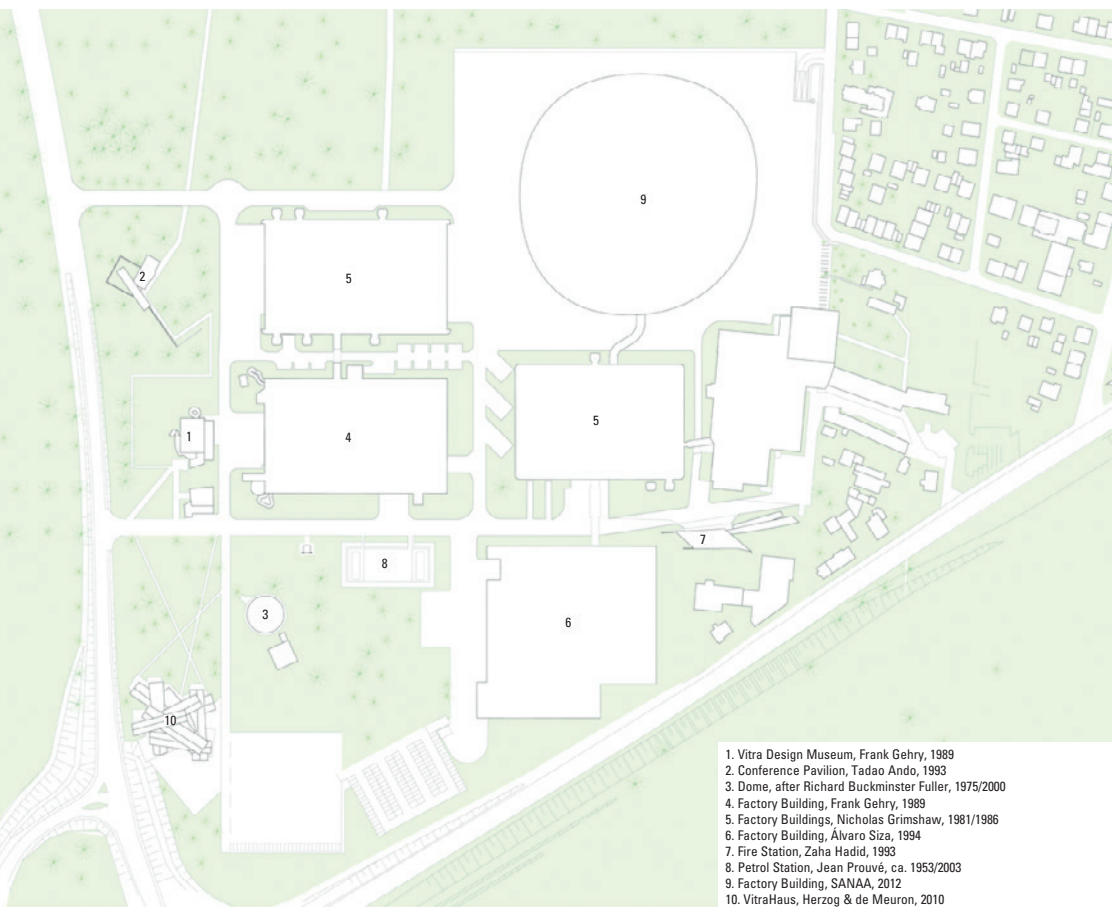 9
5
2
5
4
1
7
8
3
6
10
1. Vitra Design Museum, Frank Gehry, 1989
2. Conference Pavilion, Tadao Ando, 1993
3. Dome, after Richard Buckminster Fuller, 1975/2000
4. Factory Building, Frank Gehry, 1989
5. Factory Buildings, Nicholas Grimshaw, 1981/1986
6. Factory Building, Álvaro Siza, 1994
7. Fire Station, Zaha Hadid, 1993
8. Petrol Station, Jean Prouvé, ca. 1953/2003
9. Factory Building, SANAA, 2012
10. VitraHaus, Herzog & de Meuron, 2010